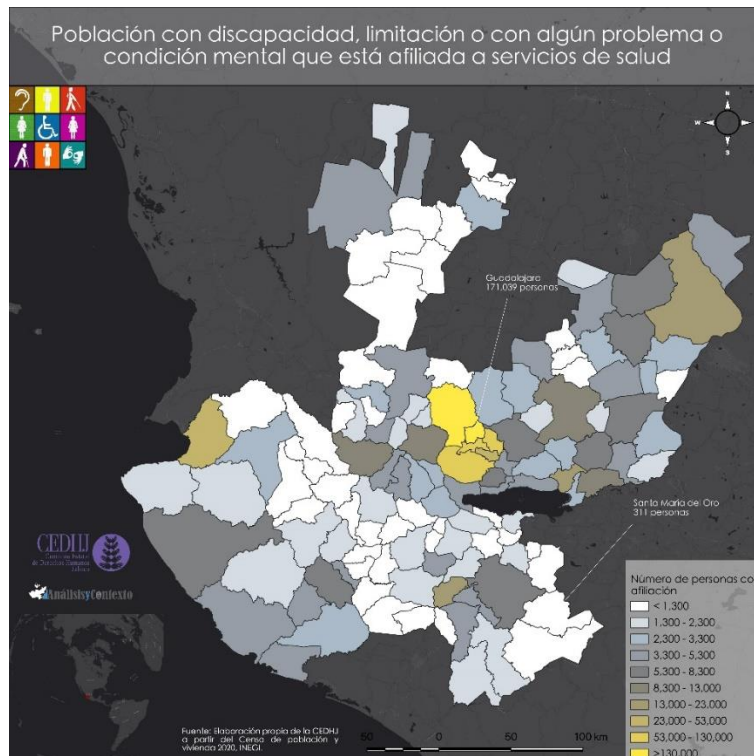 Población con discapacidad, limitación o con algún problema o
condición mental que está afiliada a servicios de salud
N
W
E
S
Guadalajara
171,039 personas
Santa María del Oro
311 personas
CEDHJ
AnálisisyContexto
Número de personas co
afiliación
< 1,300
1,300 - 2,300
2,300 - 3,300
3,300 - 5,300
5,300 - 8,300
8,300 - 13,000
13,000 - 23,000
23,000 - 53,000
53,000 - 130,000
>130,000
Fuente: Elaboración propia de la CEDHJ
a partir del Censo de población y
vivienda 2020, INEGI.
50 0 50 100 km